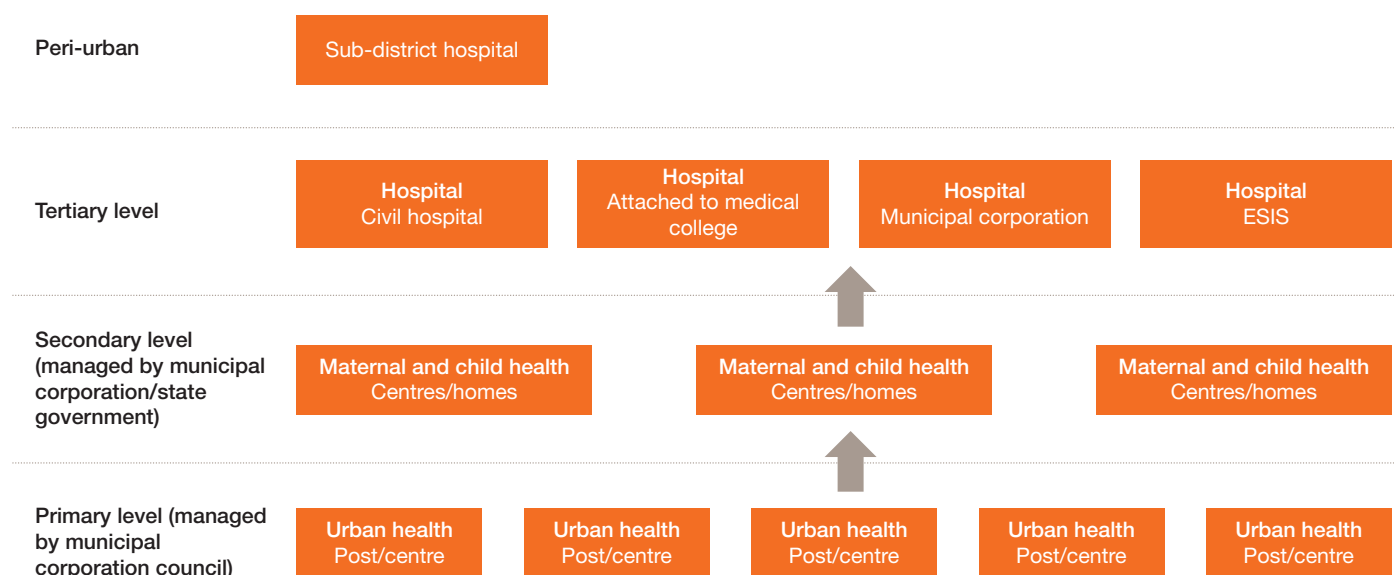 Peri-urban
Sub-district hospital
Tertiary level
Hospital
Civil hospital
Hospital
Attached to medical
college
Hospital
Municipal corporation
Hospital
ESIS
Secondary level
(managed by municipal
corporation/state
government)
Maternal and child health
Centres/homes
Maternal and child health
Centres/homes
Maternal and child health
Centres/homes
Primary level (managed
by municipal
corporation council)
Urban health
Post/centre
Urban health
Post/centre
Urban health
Post/centre
Urban health
Post/centre
Urban health
Post/centre